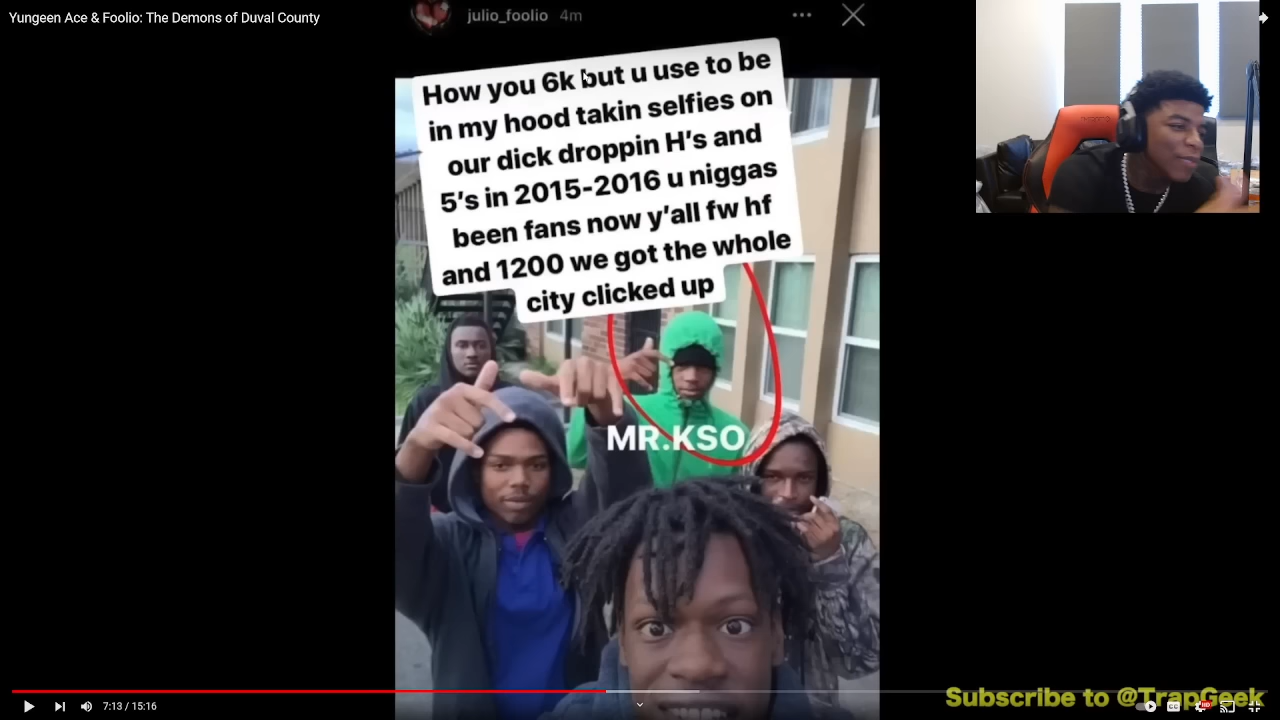 Yungeen Ace & Foolio: The Demons of Duval County
julio_foolio 4m
How you 6k but u use to be
in my hood takin selfies on
our dick droppin H's and
5's in 2015-2016 u niggas
been fans now y'all fw hf
and 1200 we got the whole
city clicked up
MR.KSO
Subscribe to @TrapGeek
7:13 / 15:16
CC
HD